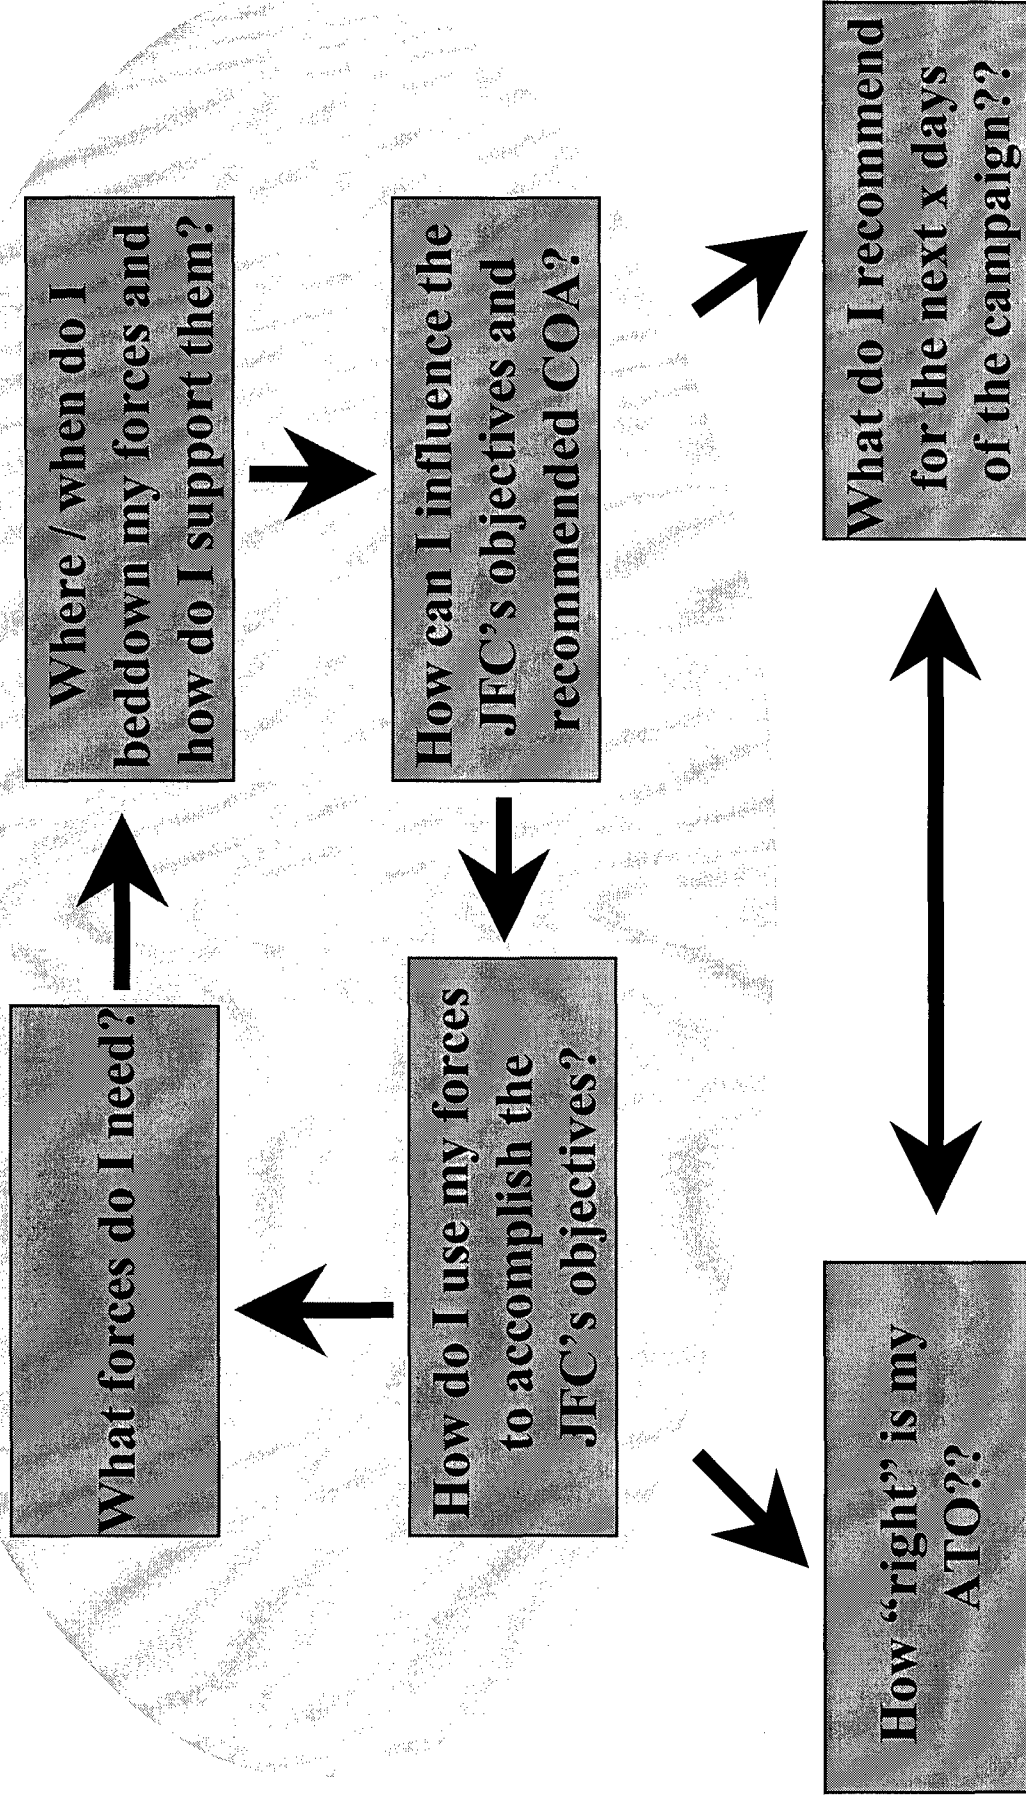 What forces do I need?
Where / when do I
beddown my forces and
how do I support them?
How do I use my forces
to accomplish the
JFC's objectives?
How can I influence the
JFC's objectives and
recommended COA?
How “right” is my
ATO??
What do I recommend
for the next x days
of the campaign??